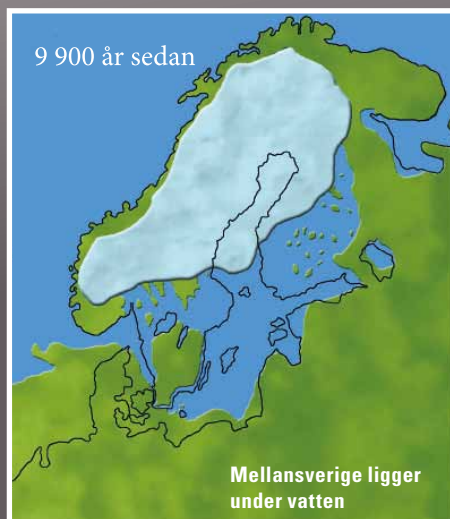 9 900 år sedan
Mellansverige ligger
under vatten